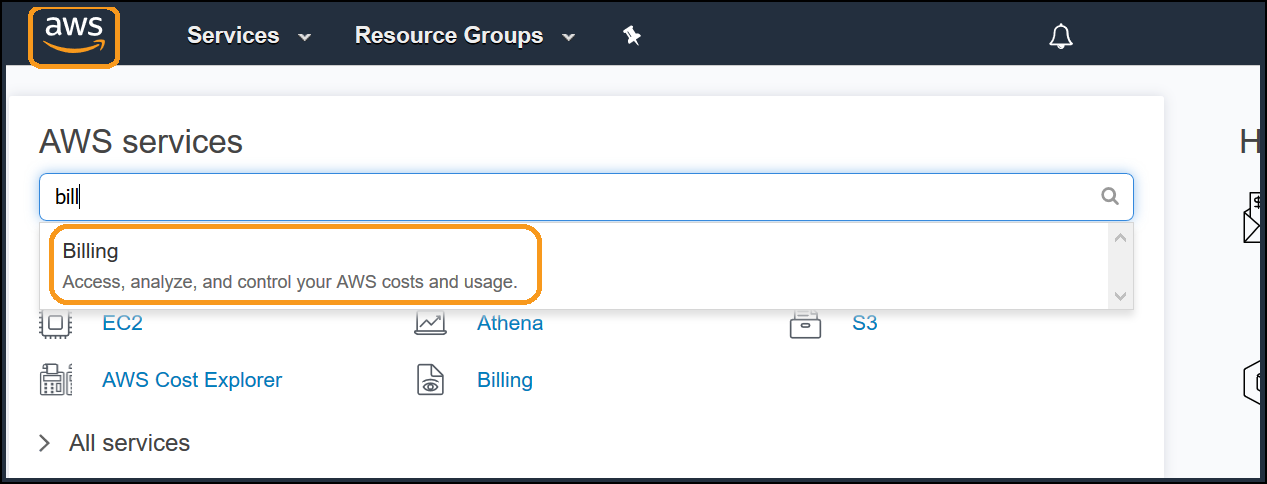 aws Services Resource Groups
AWS services
H
bill
Billing
Access, analyze, and control your AWS costs and usage.
EC2 Athena S3
AWS Cost Explorer Billing
All services